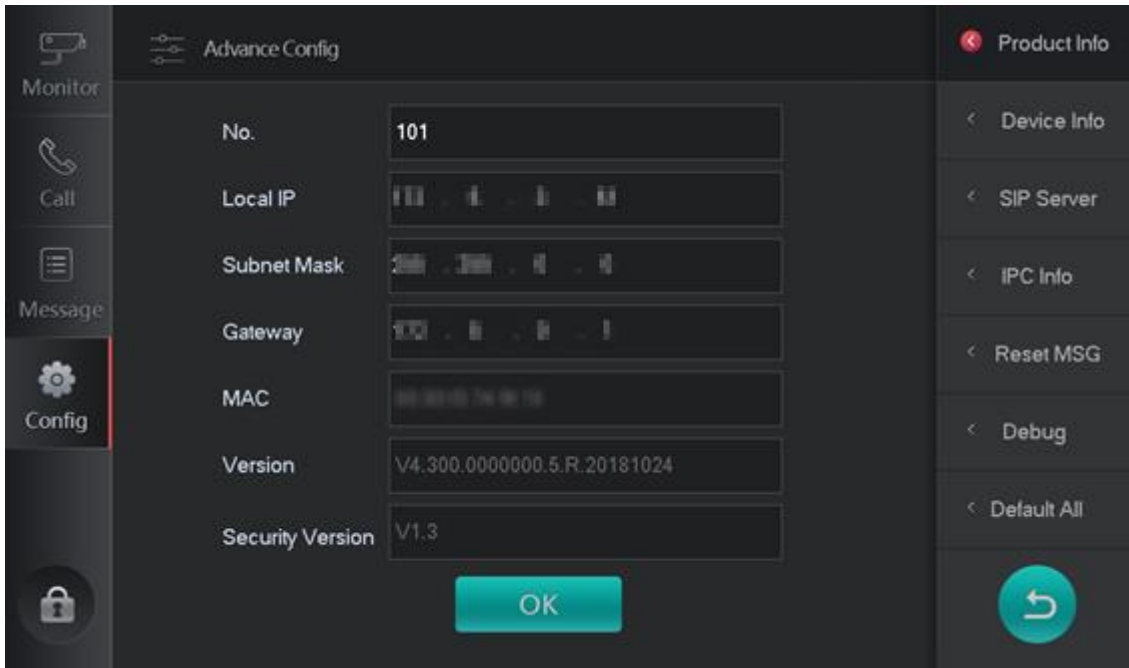 Monitor
Call
Message
Config
Advance Config
No. 101
Local IP
Subnet Mask
Gateway
MAC
Version V4.300.0000000.5.R.20181024
Security Version V1.3
OK
Product Info
Device Info
SIP Server
IPC Info
Reset MSG
Debug
Default All